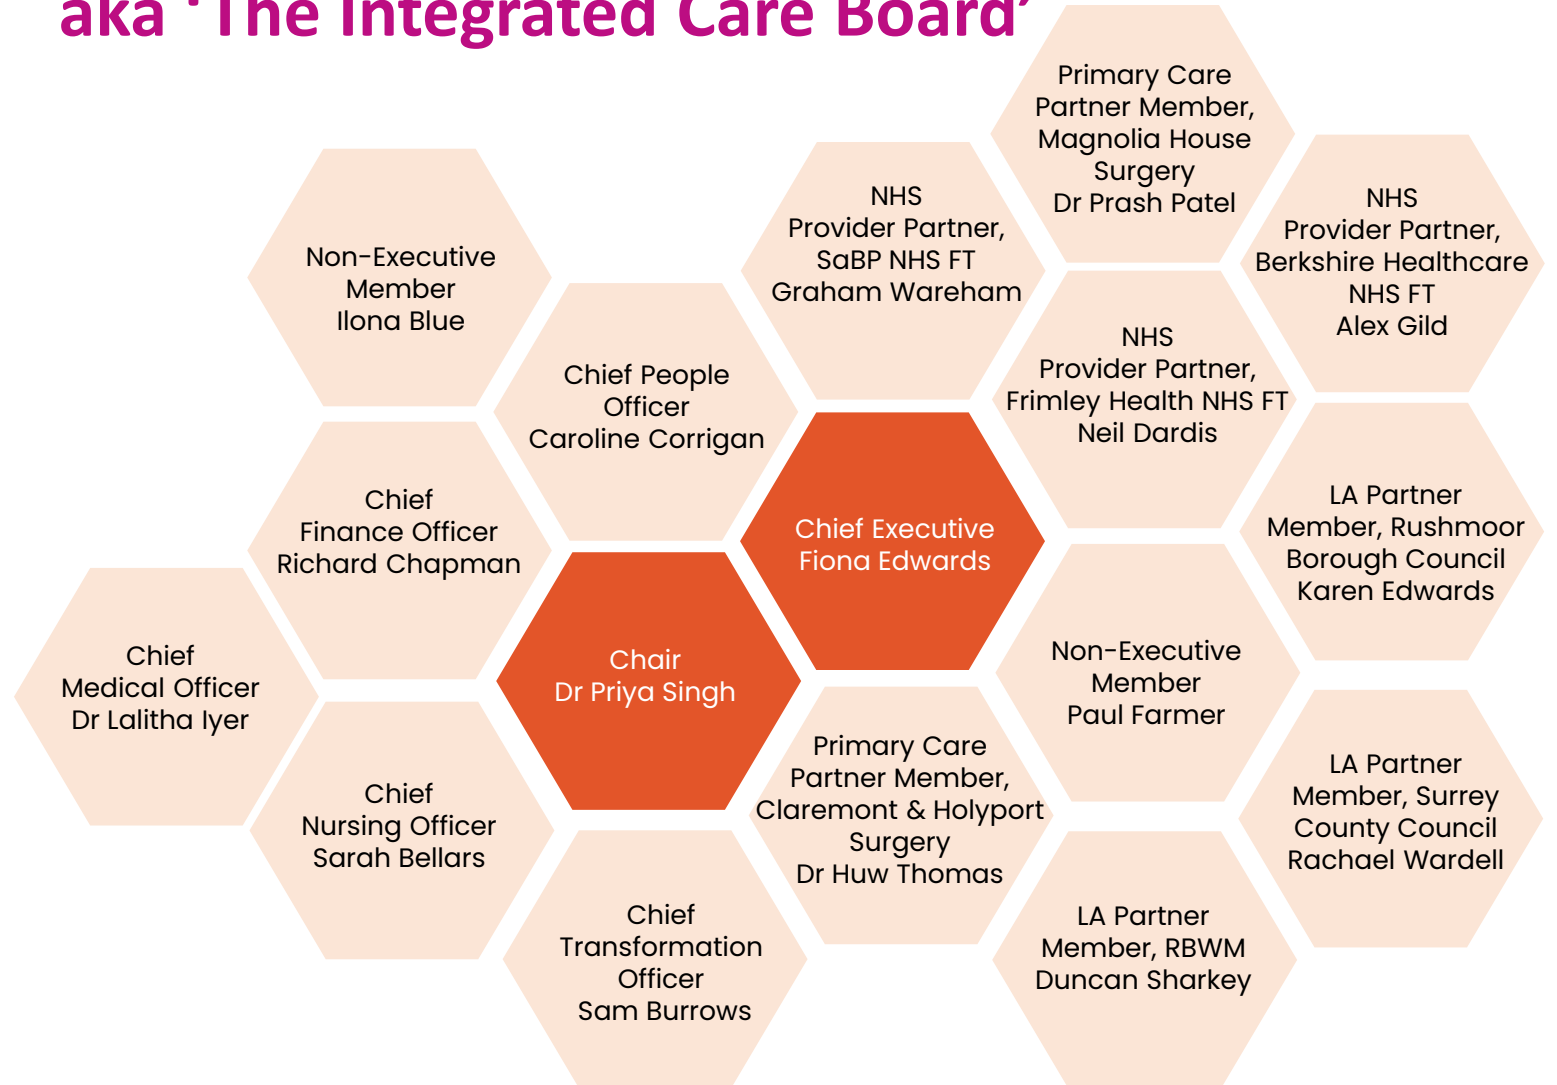 aka ‘The Integrated Care Board’
Primary Care
Partner Member,
Magnolia House
Surgery
Dr Prash Patel
NHS
Provider Partner,
SaBP NHS FT
Graham Wareham
NHS
Provider Partner,
Berkshire Healthcare
NHS FT
Alex Gild
Non-Executive
Member
Ilona Blue
Chief People
Officer
Caroline Corrigan
NHS
Provider Partner,
Frimley Health NHS FT
Neil Dardis
Chief
Finance Officer
Richard Chapman
Chief Executive
Fiona Edwards
LA Partner
Member, Rushmoor
Borough Council
Karen Edwards
Chief
Medical Officer
Dr Lalitha Iyer
Chair
Dr Priya Singh
Non-Executive
Member
Paul Farmer
Chief
Nursing Officer
Sarah Bellars
Primary Care
Partner Member,
Claremont & Holyport
Surgery
Dr Huw Thomas
LA Partner
Member, Surrey
County Council
Rachael Wardell
Chief
Transformation
Officer
Sam Burrows
LA Partner
Member, RBWM
Duncan Sharkey